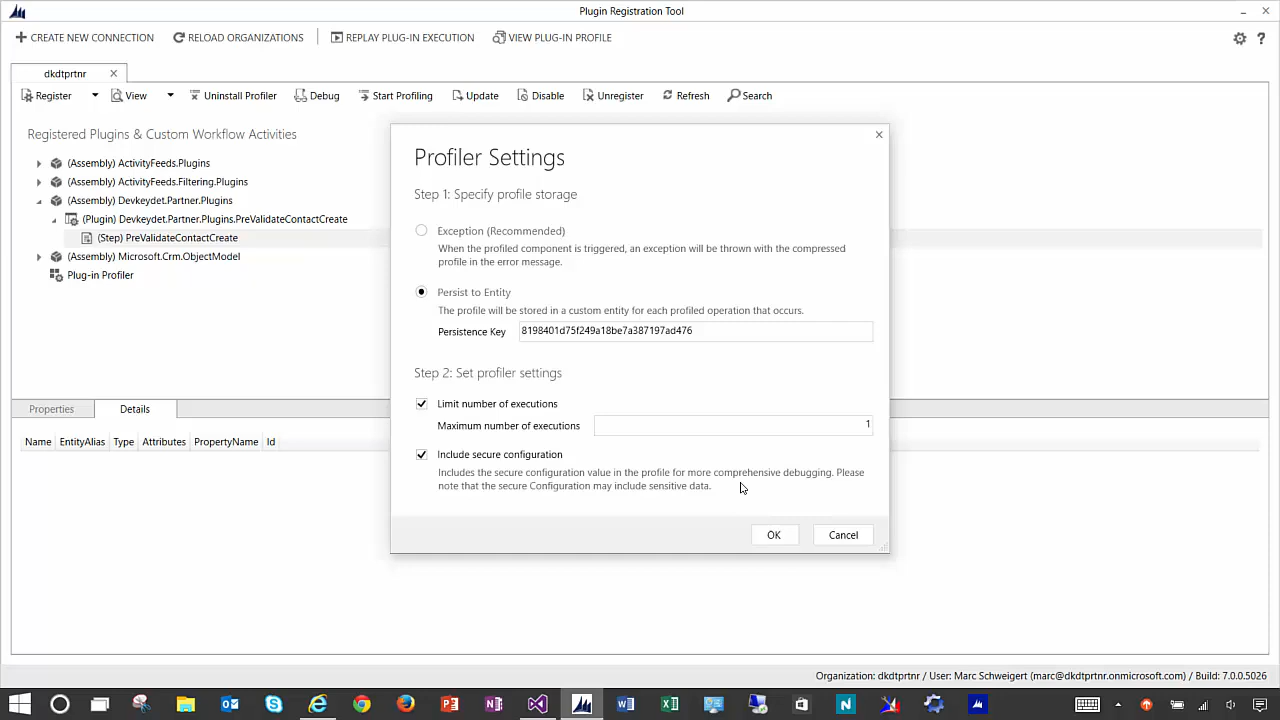 Plugin Registration Tool
CREATE NEW CONNECTION RELOAD ORGANIZATIONS REPLAY PLUG-IN EXECUTION VIEW PLUG-IN PROFILE
dkdtprtnr
Register View Uninstall Profiler Debug Start Profiling Update Disable Unregister Refresh Search
Registered Plugins & Custom Workflow Activities
(Assembly) ActivityFeeds.Plugins
(Assembly) ActivityFeeds.Filtering.Plugins
(Assembly) Devkeydet.Partner.Plugins
(Plugin) Devkeydet.Partner.Plugins.PreValidateContactCreate
(Step) PreValidateContactCreate
(Assembly) Microsoft.Crm.ObjectModel
Plug-in Profiler
Profiler Settings
Step 1: Specify profile storage
Exception (Recommended)
When the profiled component is triggered, an exception will be thrown with the compressed
profile in the error message.
Persist to Entity
The profile will be stored in a custom entity for each profiled operation that occurs.
Persistence Key 8198401d75f249a18be7a387197ad476
Step 2: Set profiler settings
Limit number of executions
Maximum number of executions 1
Include secure configuration
Includes the secure configuration value in the profile for more comprehensive debugging. Please
note that the secure Configuration may include sensitive data.
OK Cancel
Properties Details
Name EntityAlias Type Attributes PropertyName Id
Organization: dkdtprtnr / User: Marc Schweigert (marc@dkdtprtnr.onmicrosoft.com) / Build: 7.0.0.5026